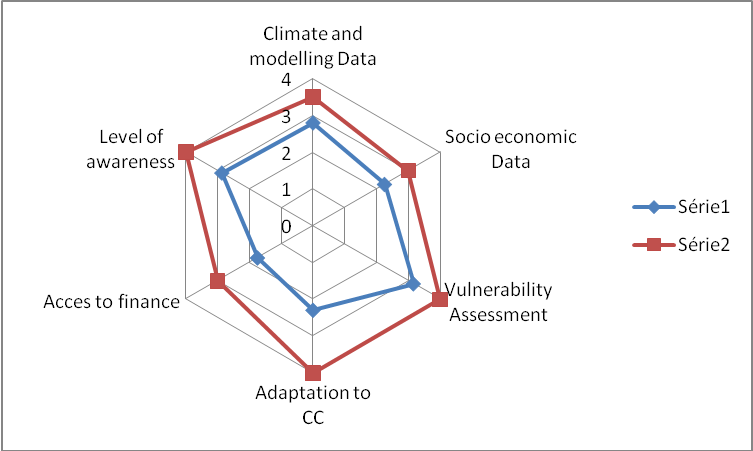 Climate and
modelling Data
4
3
2
1
0
Socio economic
Data
Vulnerability
Assessment
Adaptation to
CC
Acces to finance
Level of
awareness
Série1
Série2